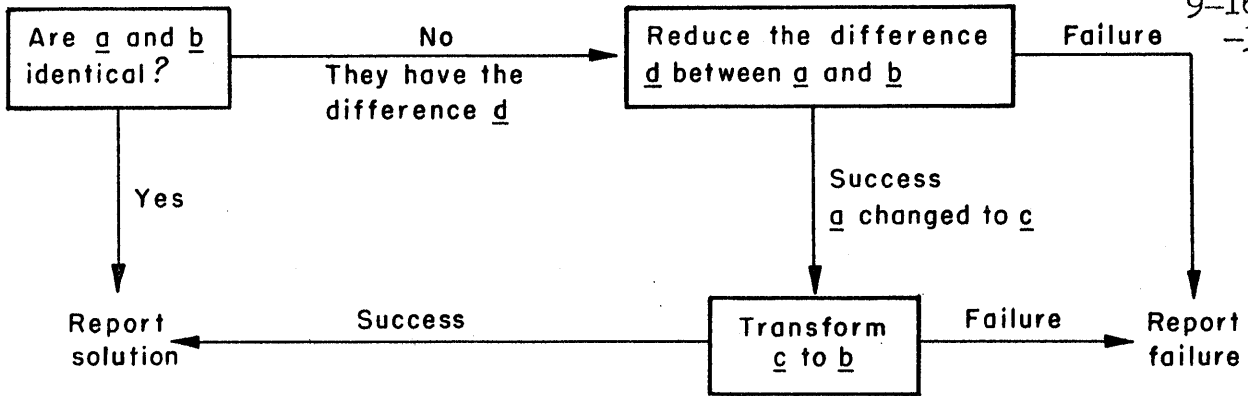 Are a and b
identical?
No
They have the
difference d
Reduce the difference
d between a and b
Failure
Yes
Success
a changed to c
Report
solution
Success
Transform
c to b
Failure
Report
failure